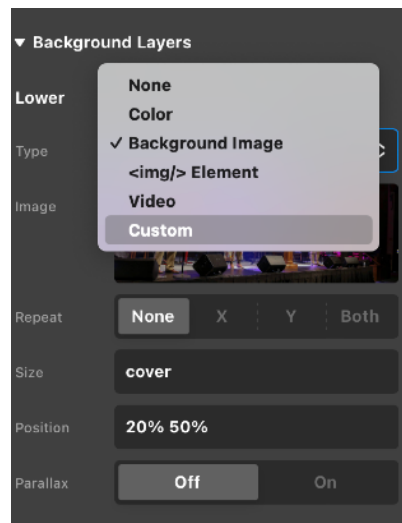 ▼ Background Layers
Lower
None
Color
Type
✓ Background Image
<img/> Element
Image
Video
Custom
Repeat None X Y Both
Size cover
Position 20% 50%
Parallax Off On